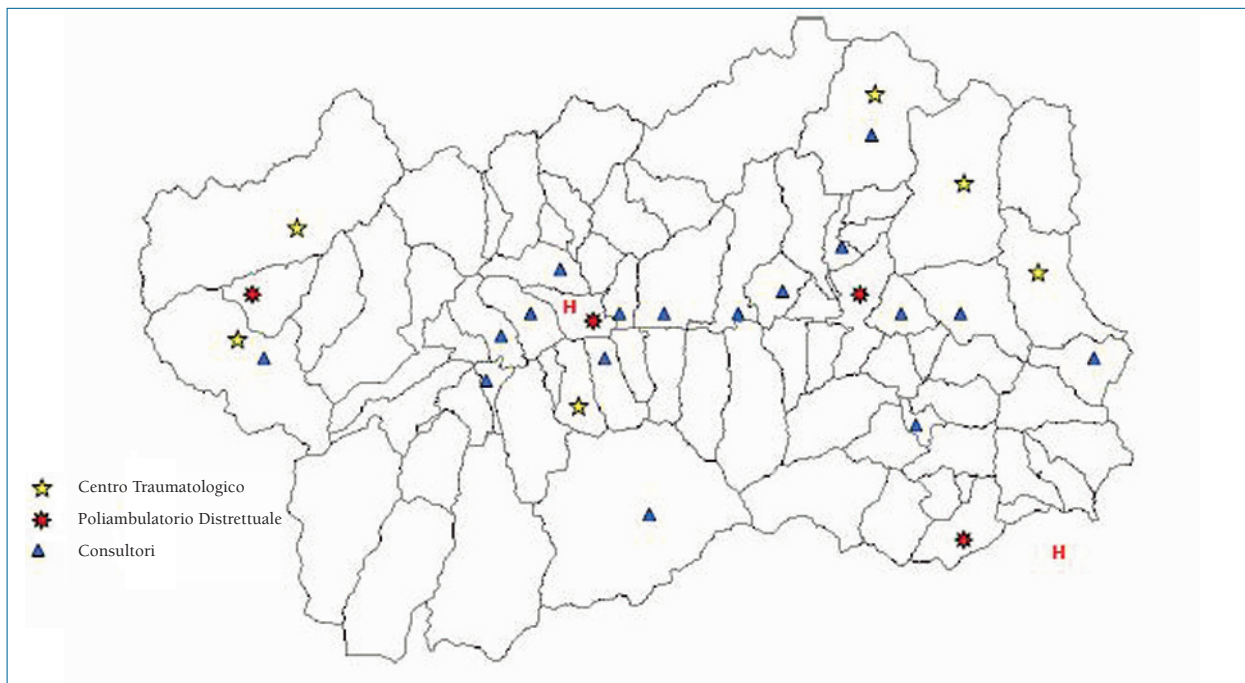 H
Centro Traumatologico
Poliambulatorio Distrettuale
Consultori
H